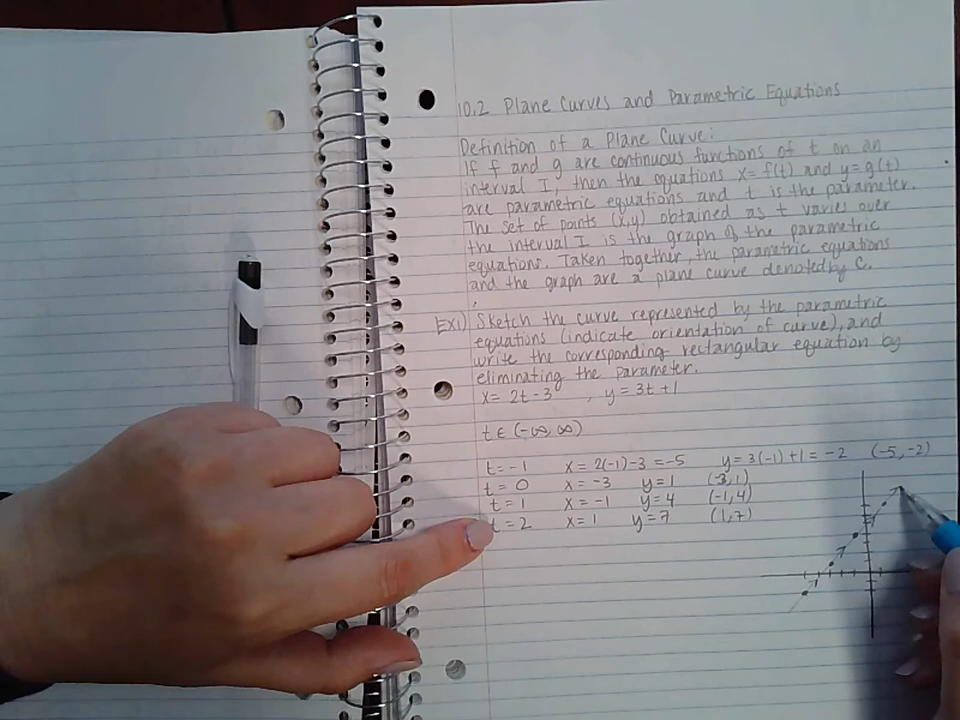 10.2 Plane Curves and Parametric Equations
Definition of a Plane Curve:
If f and g are continuous functions of t on an
interval I, then the equations x=f(t) and y=g(t)
are parametric equations and t is the parameter.
The set of points (x,y) obtained as t varies over
the interval I is the graph of the parametric
equations. Taken together, the parametric equations
and the graph are a plane curve denoted by C.
EX1) Sketch the curve represented by the parametric
equations (indicate orientation of curve), and
write the corresponding rectangular equation by
eliminating the parameter.
x= 2t-3 , y=3t+1
t ∈ (-∞,∞)
t=-1 x=2(-1)-3=-5 y=3(-1)+1=-2 (-5,-2)
t=0 x=-3 y=1 (-3,1)
t=1 x=-1 y=4 (-1,4)
t=2 x=1 y=7 (1,7)